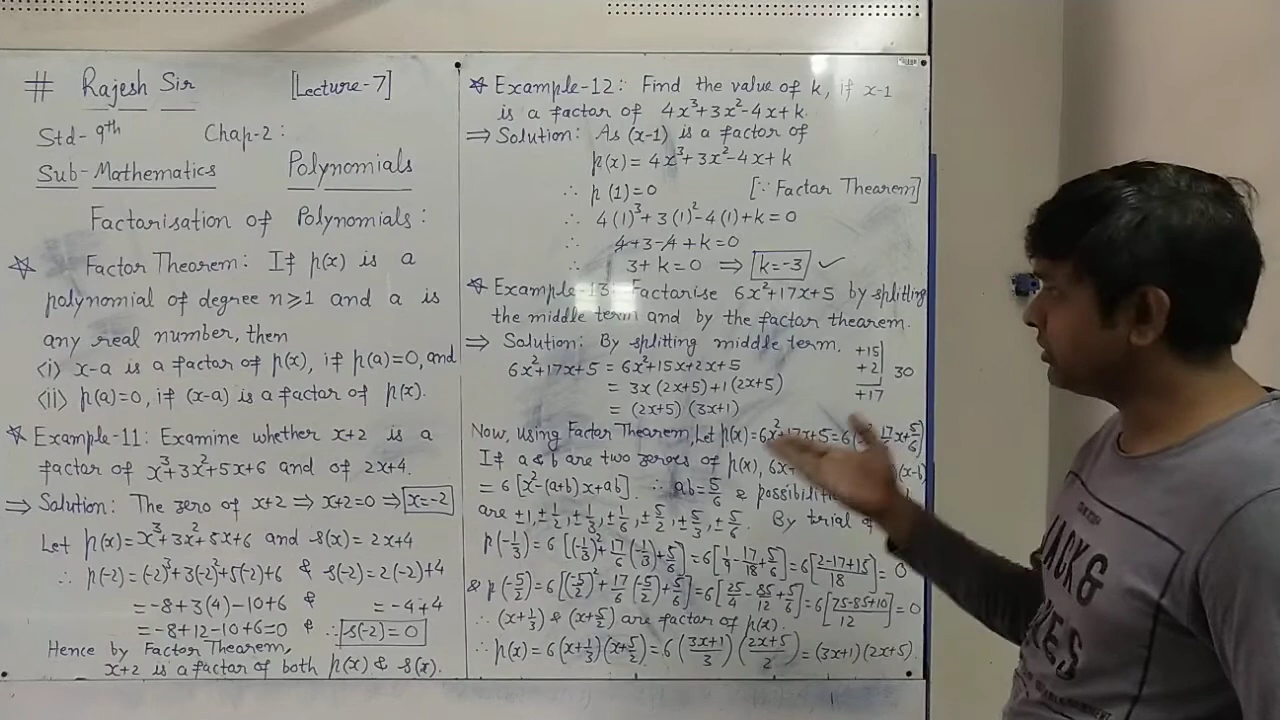 # Rajesh Sir [Lecture-7]
Std- 9th Chap-2:
Sub- Mathematics Polynomials
Factorisation of Polynomials:
☆ Factor Theorem: If p(x) is a
polynomial of degree n≥1 and a is
any real number, then
<i> x-a is a factor of p(x), if p(a)=0, and
<ii> p(a)=0, if (x-a) is a factor of p(x).
☆ Example-11: Examine whether x+2 is a
factor of x³+3x²+5x+6 and of 2x+4.
⇒ Solution: The zero of x+2 ⇒ x+2=0 ⇒ x=-2
Let p(x)=x³+3x²+5x+6 and s(x)=2x+4
∴ p(-2)=(-2)³+3(-2)²+5(-2)+6 & s(-2)=2(-2)+4
=-8+3(4)-10+6 & =-4+4
=-8+12-10+6=0 & ∴ s(-2)=0
Hence by Factor Theorem,
x+2 is a factor of both p(x) & s(x).
☆ Example-12: Find the value of k, if x-1
is a factor of 4x³+3x²-4x+k.
⇒ Solution: As (x-1) is a factor of
p(x)=4x³+3x²-4x+k
∴ p(1)=0 [∵ Factor Theorem]
∴ 4(1)³+3(1)²-4(1)+k=0
∴ 4+3-4+k=0
∴ 3+k=0 ⇒ k=-3 ✓
☆ Example-13: Factorise 6x²+17x+5 by splitting
the middle term and by the factor theorem.
⇒ Solution: By splitting middle term.
6x²+17x+5 = 6x²+15x+2x+5
= 3x(2x+5)+1(2x+5)
= (2x+5)(3x+1)
+15
+2 30
+17
Now, using Factor Theorem, Let p(x)=6x²+17x+5=6(x² 17x+5/6)
If a & b are two zeroes of p(x), 6x (x-b)
=6[x²-(a+b)x+ab]. ∴ ab=5/6 &
are ±1,±1/2,±1/3,±1/6,±5/2,±5/3,±5/6. By trial
p(-1/3)=6[(-1/3)²+17/6(-1/3)+5/6]=6[1/9-17/18+5/6]=6[2-17+15/18]=0
& p(-5/2)=6[(-5/2)²+17/6(-5/2)+5/6]=6[25/4-85/12+5/6]=6[75-85+10/12]=0
∴ (x+1/3) & (x+5/2) are factor of p(x).
∴ p(x)=6(x+1/3)(x+5/2)=6(3x+1/3)(2x+5/2)=(3x+1)(2x+5).
JACK &